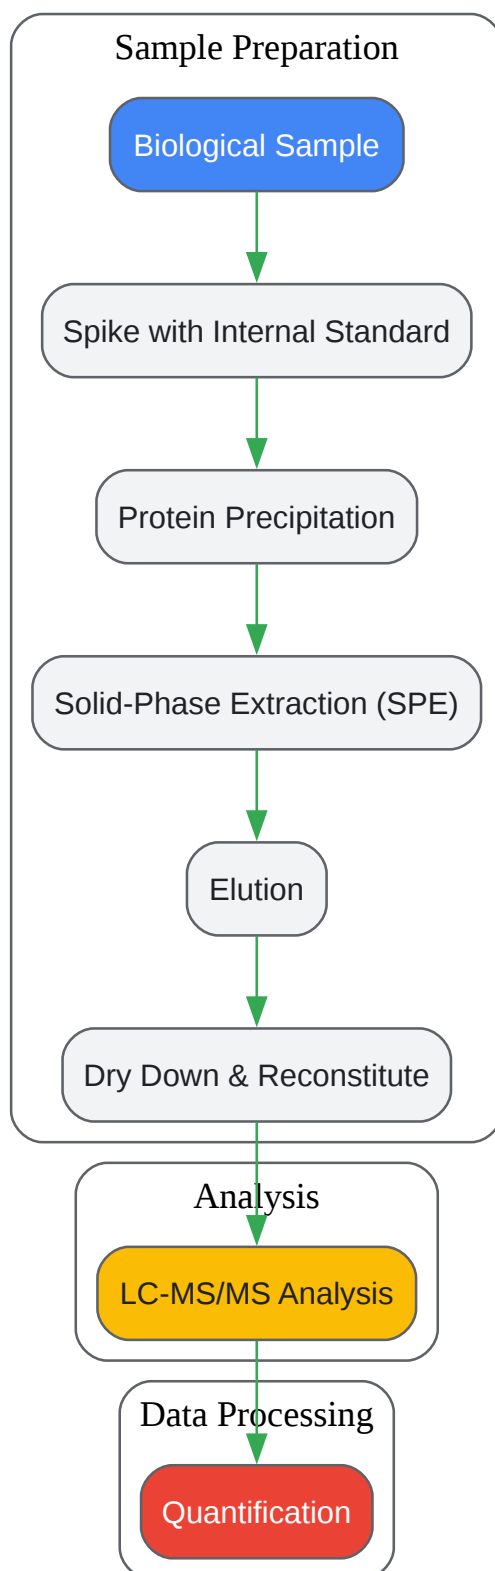 Sample Preparation
Biological Sample
Spike with Internal Standard
Protein Precipitation
Solid-Phase Extraction (SPE)
Elution
Dry Down & Reconstitute
Analysis
LC-MS/MS Analysis
Data Processing
Quantification